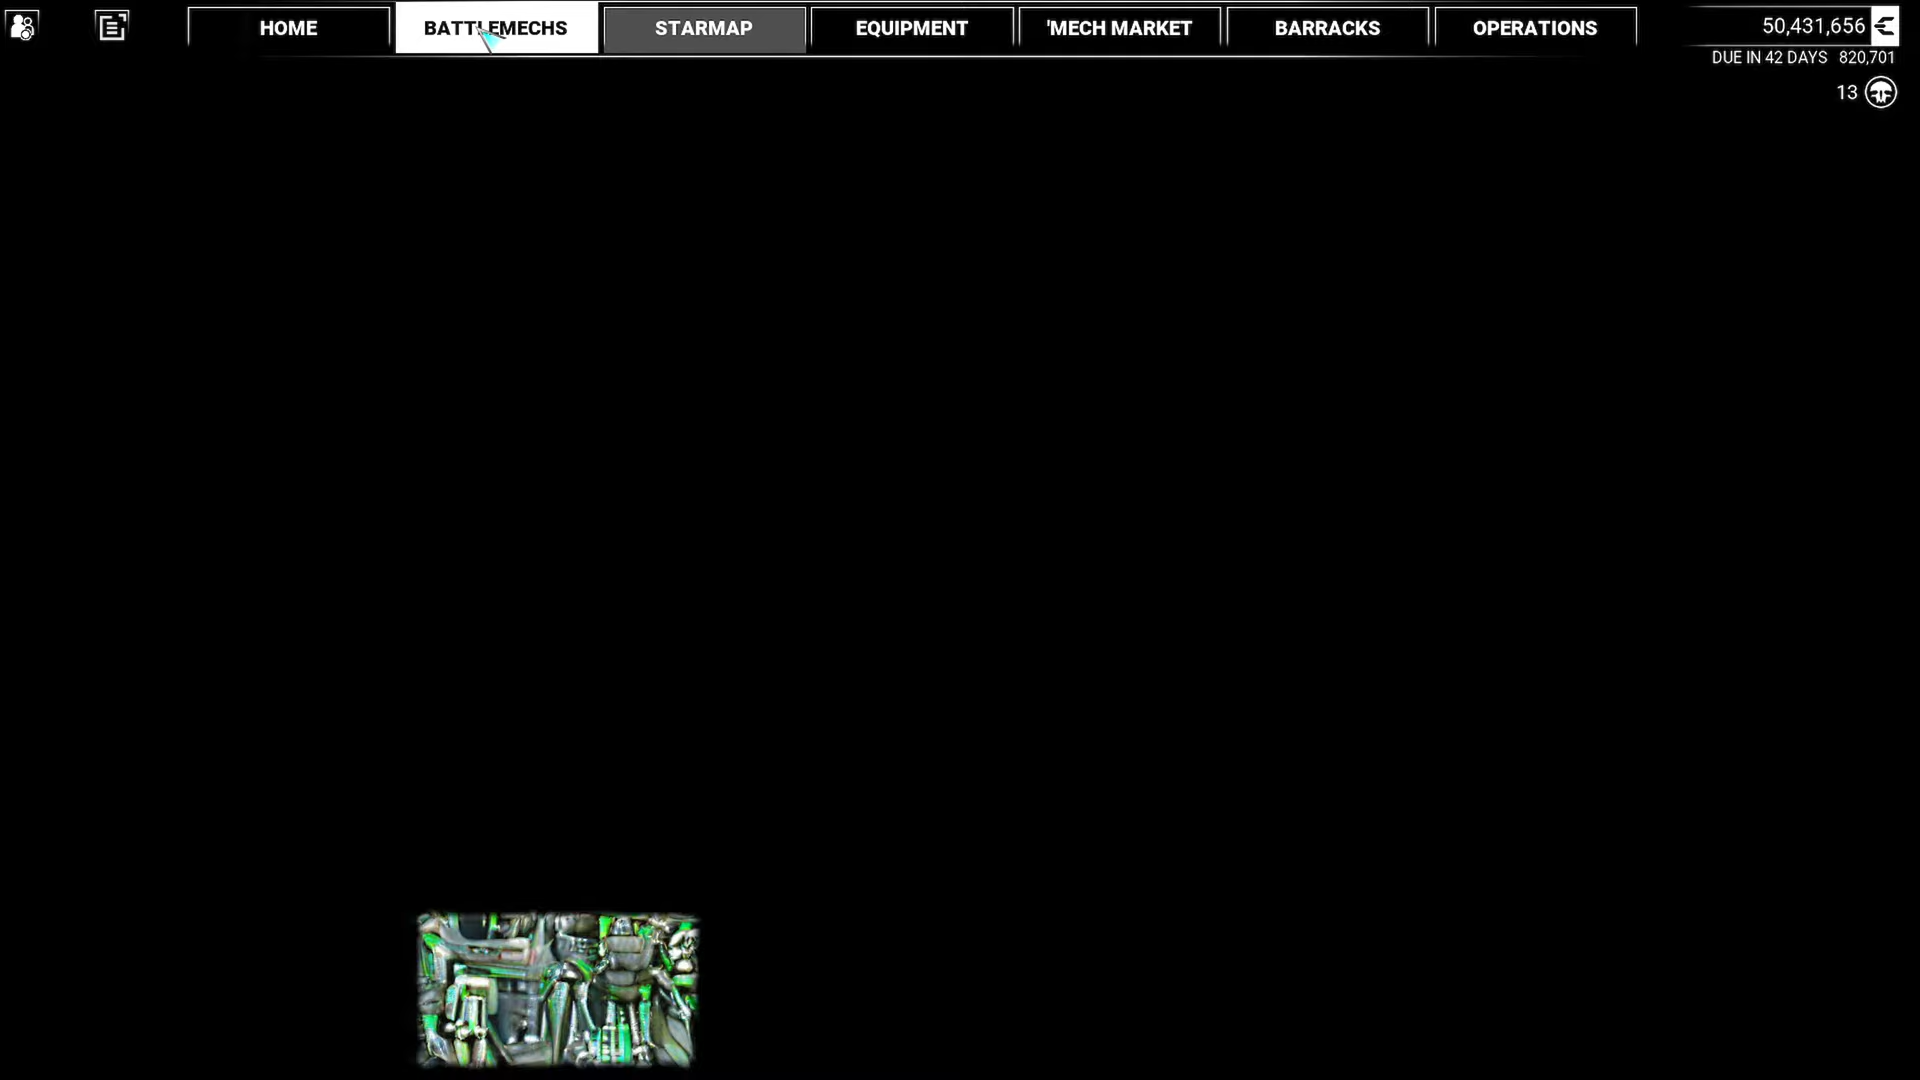 HOME
BATTLEMECHS
STARMAP
EQUIPMENT
'MECH MARKET
BARRACKS
OPERATIONS
50,431,656
DUE IN 42 DAYS 820,701
13